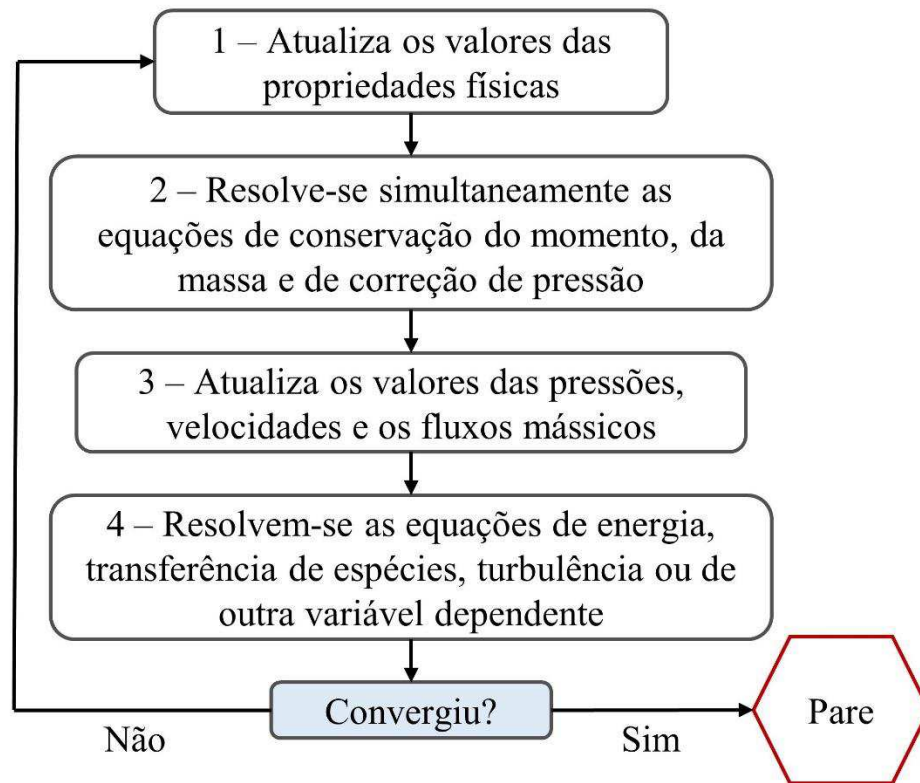 1 – Atualiza os valores das
propriedades físicas
2 – Resolve-se simultaneamente as
equações de conservação do momento, da
massa e de correção de pressão
3 – Atualiza os valores das pressões,
velocidades e os fluxos mássicos
4 – Resolvem-se as equações de energia,
transferência de espécies, turbulência ou de
outra variável dependente
Convergiu?
Não
Sim
Pare